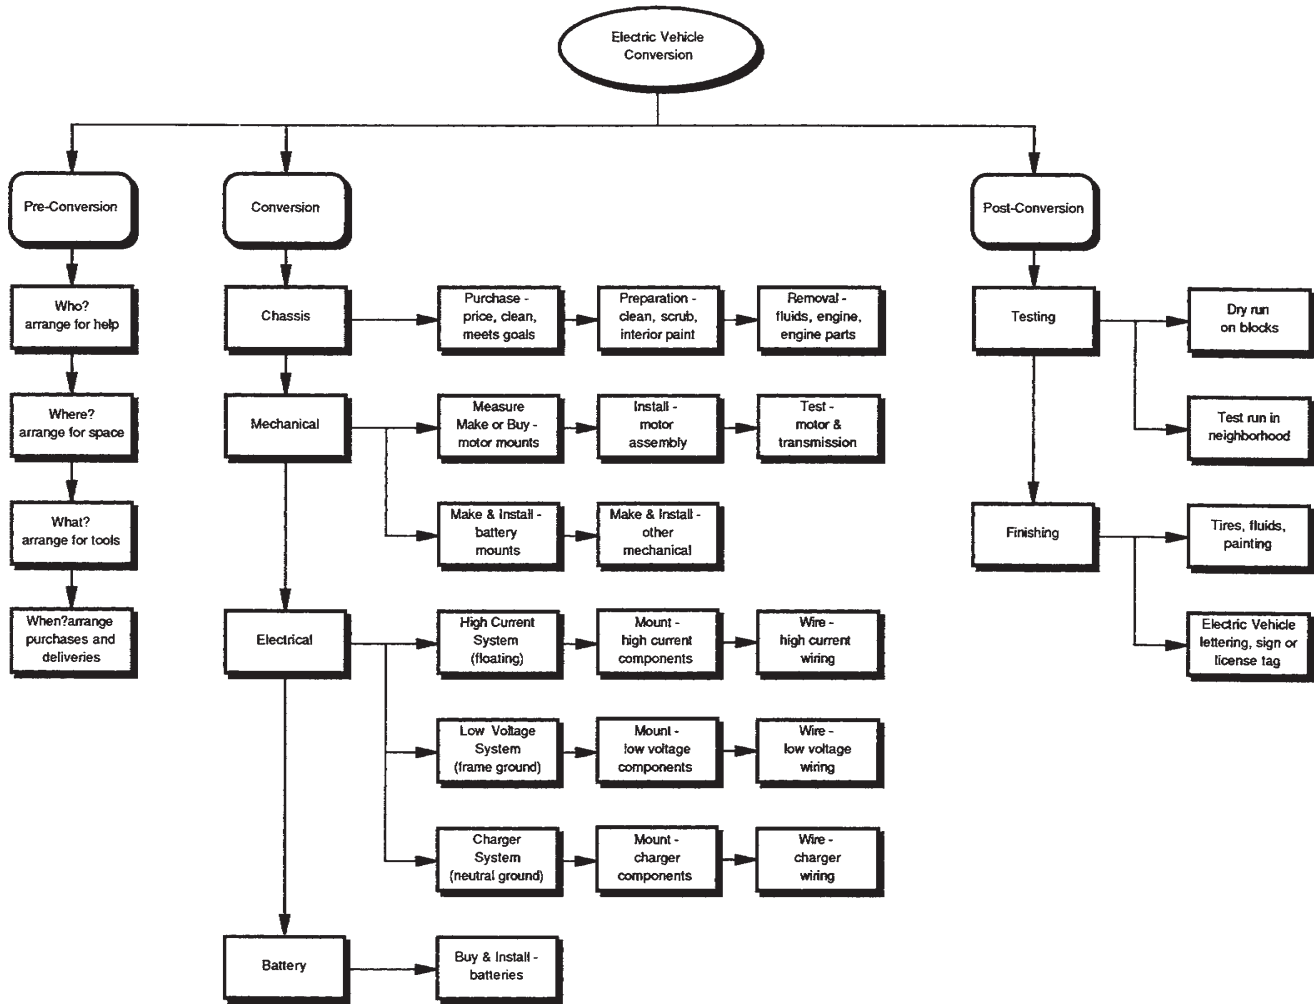 Electric Vehicle
Conversion
Pre-Conversion
Conversion
Post-Conversion
Who?
arrange for help
Chassis
Purchase -
price, clean,
meets goals
Preparation -
clean, scrub,
interior paint
Removal -
fluids, engine,
engine parts
Testing
Dry run
on blocks
Where?
arrange for space
Mechanical
Measure
Make or Buy -
motor mounts
Install -
motor
assembly
Test -
motor &
transmission
Test run in
neighborhood
What?
arrange for tools
Make & Install -
battery
mounts
Make & Install -
other
mechanical
Finishing
Tires, fluids,
painting
When?arrange
purchases and
deliveries
Electrical
High Current
System
(floating)
Mount -
high current
components
Wire -
high current
wiring
Electric Vehicle
lettering, sign or
license tag
Low Voltage
System
(frame ground)
Mount -
low voltage
components
Wire -
low voltage
wiring
Charger
System
(neutral ground)
Mount -
charger
components
Wire -
charger
wiring
Battery
Buy & Install -
batteries